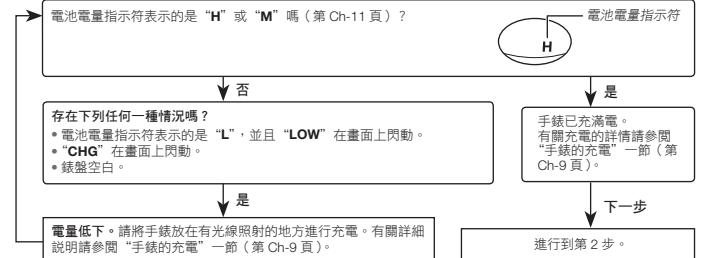 電池電量指示符表示的是“H”或“M”嗎（第 Ch-11 頁）？
電池電量指示符
H
否
是
存在下列任何一種情況嗎？
• 電池電量指示符表示的是“L”，並且“LOW”在畫面上閃動。
• “CHG”在畫面上閃動。
• 錶盤空白。
手錶已充滿電。
有關充電的詳情請參閱
“手錶的充電”一節（第
Ch-9 頁）。
是
下一步
電量低下。請將手錶放在有光線照射的地方進行充電。有關詳細
說明請參閱“手錶的充電”一節（第 Ch-9 頁）。
進行到第 2 步。